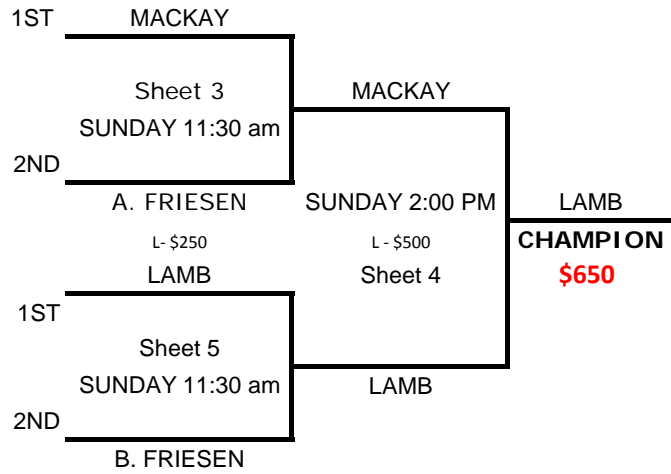 1ST MACKAY
Sheet 3 MACKAY
SUNDAY 11:30 am
2ND
A. FRIESEN SUNDAY 2:00 PM LAMB
L- $250 L - $500 CHAMPION
LAMB Sheet 4 $650
1ST
Sheet 5
SUNDAY 11:30 am LAMB
2ND
B. FRIESEN